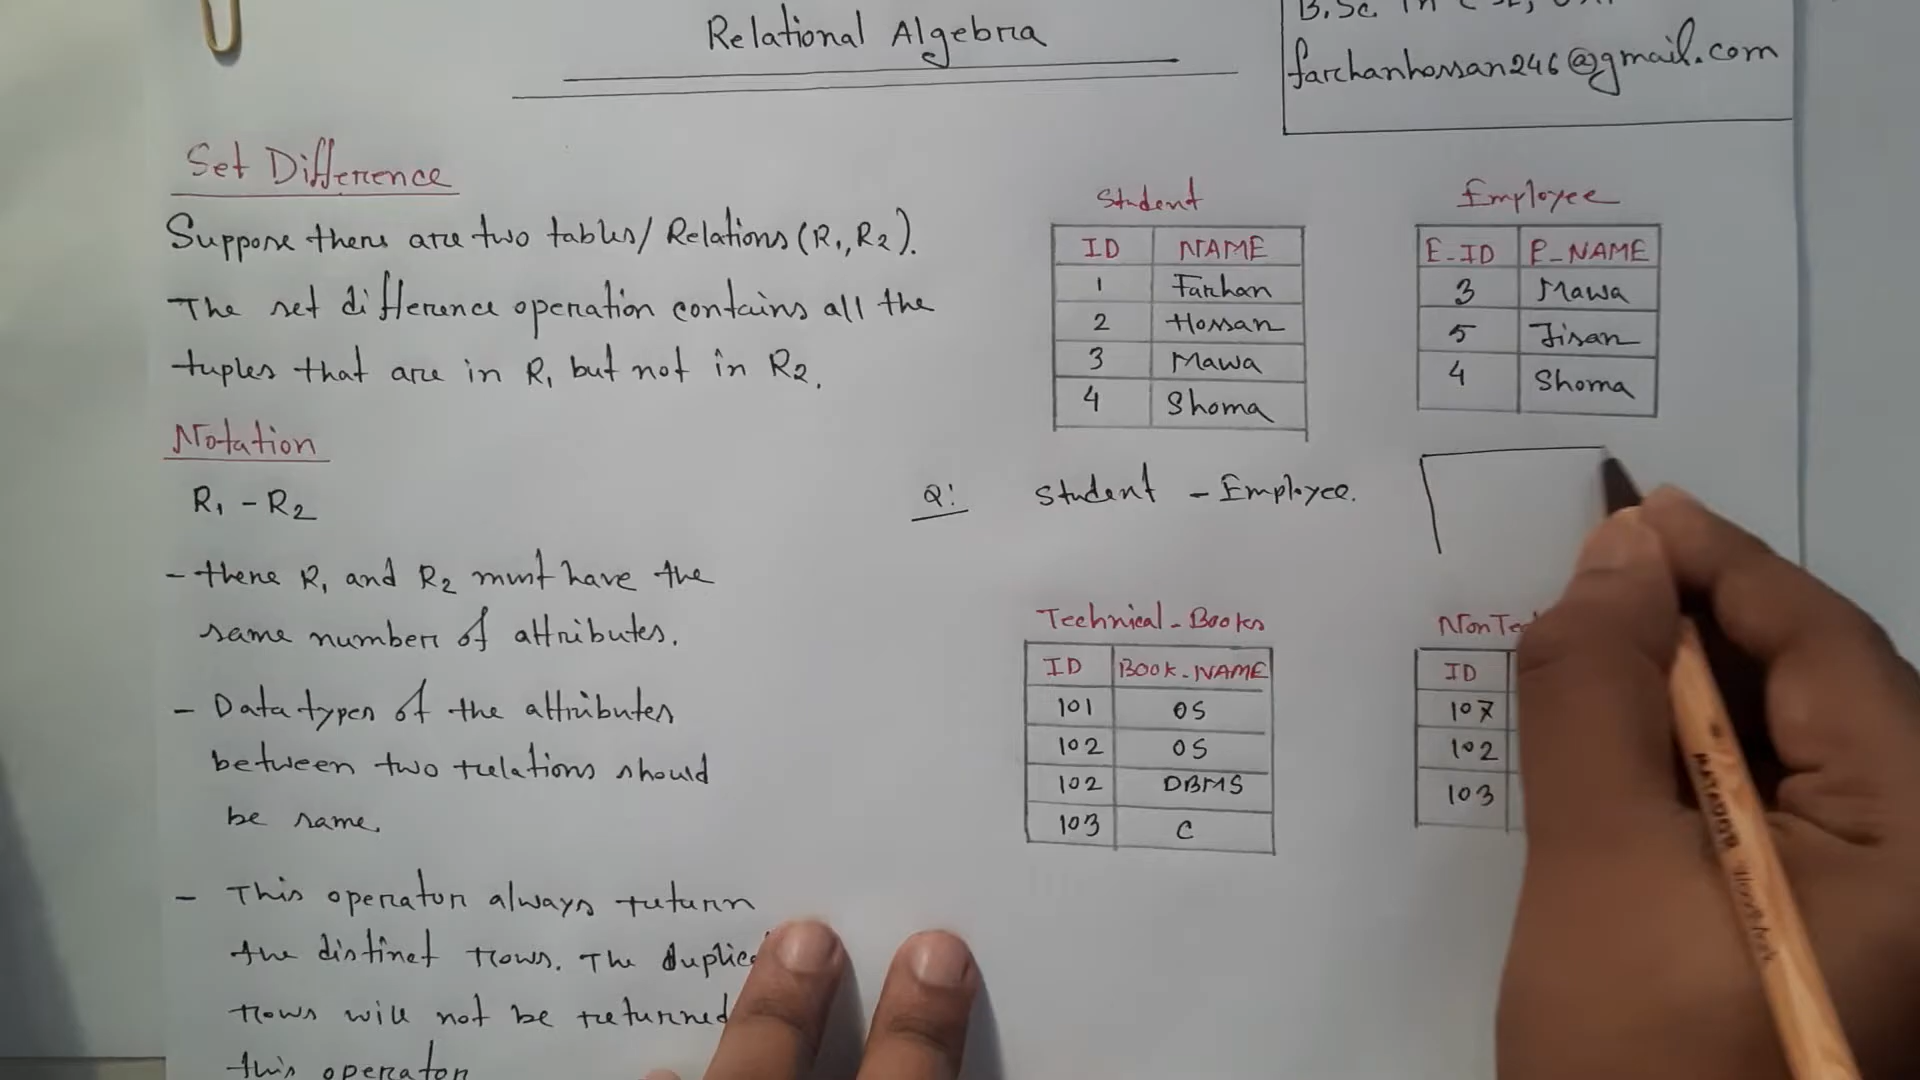 Relational Algebra
farhanhossan246@gmail.com
Set Difference
Suppose there are two tables/Relations (R1, R2).
The set difference operation contains all the
tuples that are in R1 but not in R2.
Notation
R1 - R2
- there R1 and R2 must have the
same number of attributes.
- Data types of the attributes
between two relations should
be same.
- This operator always return
the distinct rows. The duplica
rows will not be returned
this operator
Student
ID NAME
1 Farhan
2 Hossan
3 Mawa
4 Shoma
Employee
E_ID E_NAME
3 Mawa
5 Jisan
4 Shoma
Q: Student - Employee.
Technical_Books
ID BOOK_NAME
101 OS
102 OS
102 DBMS
103 C
NonTec
ID
107
102
103